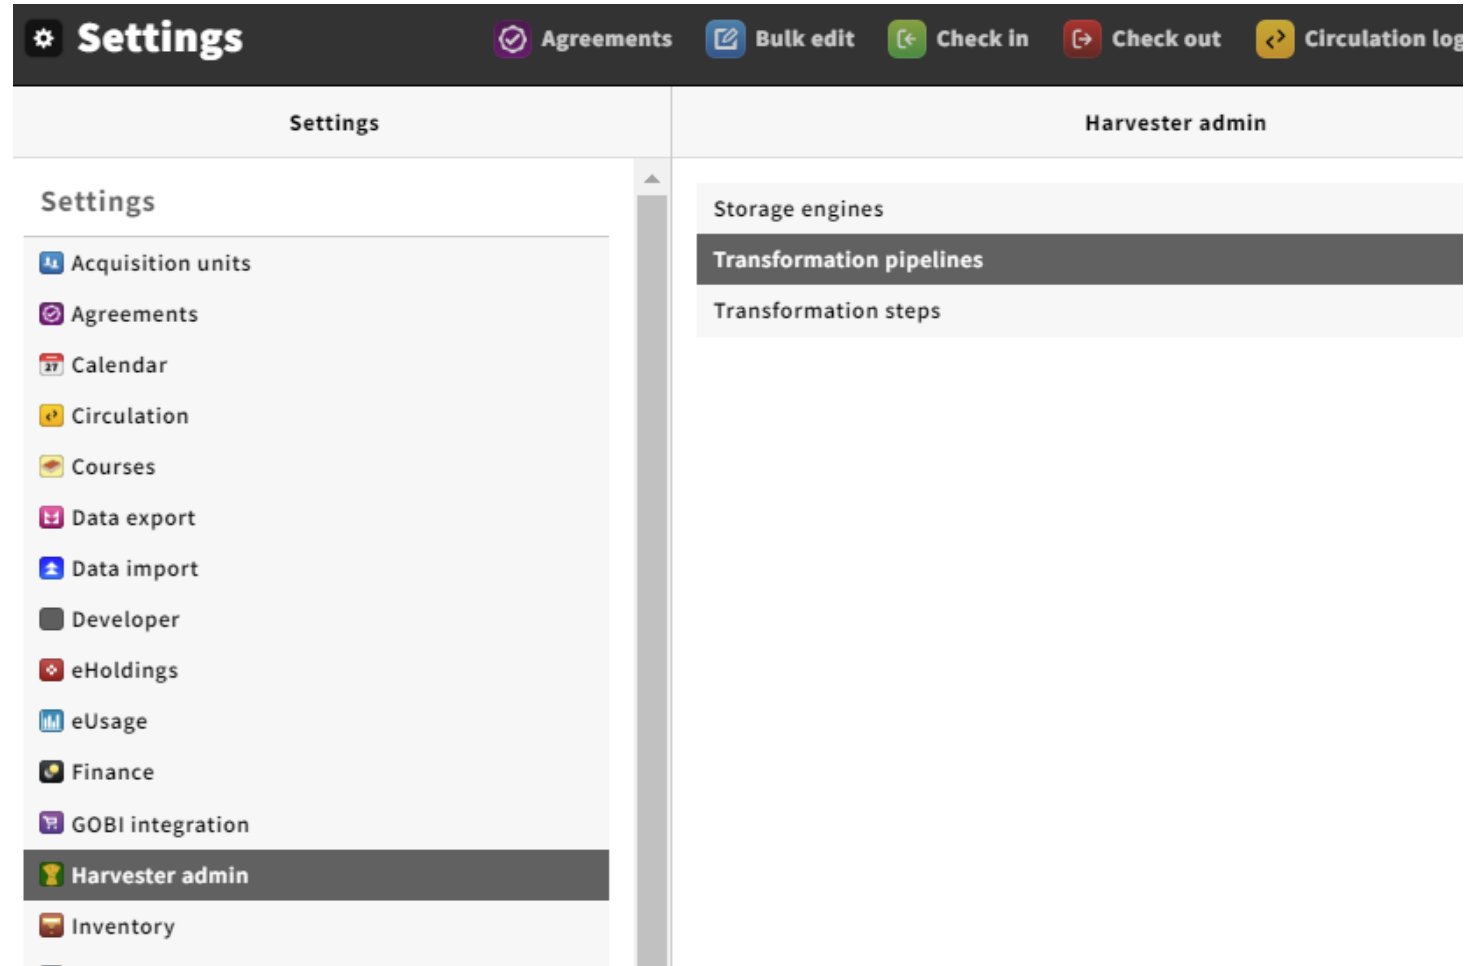 Settings
Agreements
Bulk edit
Check in
Check out
Circulation log
Settings
Harvester admin
Settings
Acquisition units
Agreements
27 Calendar
Circulation
Courses
Data export
Data import
Developer
eHoldings
eUsage
Finance
GOBI integration
Harvester admin
Inventory
Storage engines
Transformation pipelines
Transformation steps